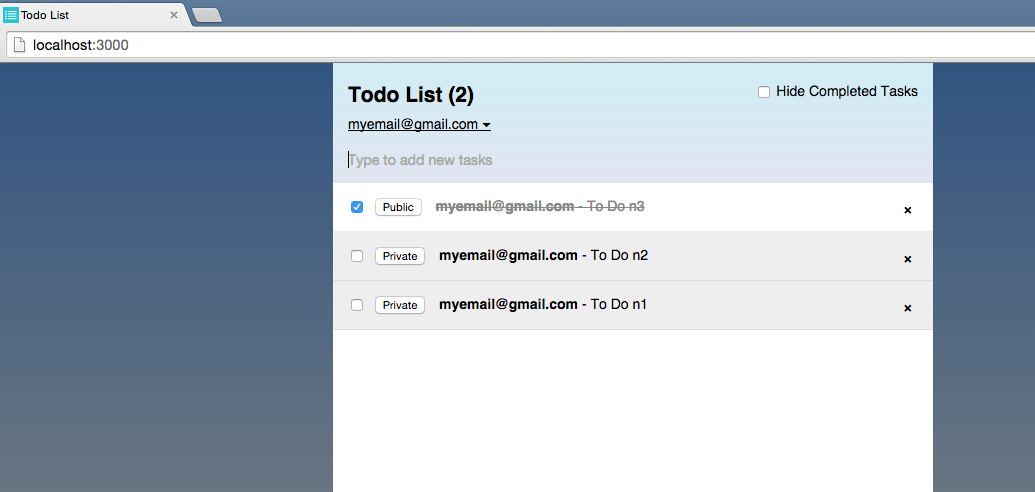 Todo List
localhost:3000
Todo List (2)
Hide Completed Tasks
myemail@gmail.com
Type to add new tasks
Public myemail@gmail.com - To Do n3
Private myemail@gmail.com - To Do n2
Private myemail@gmail.com - To Do n1